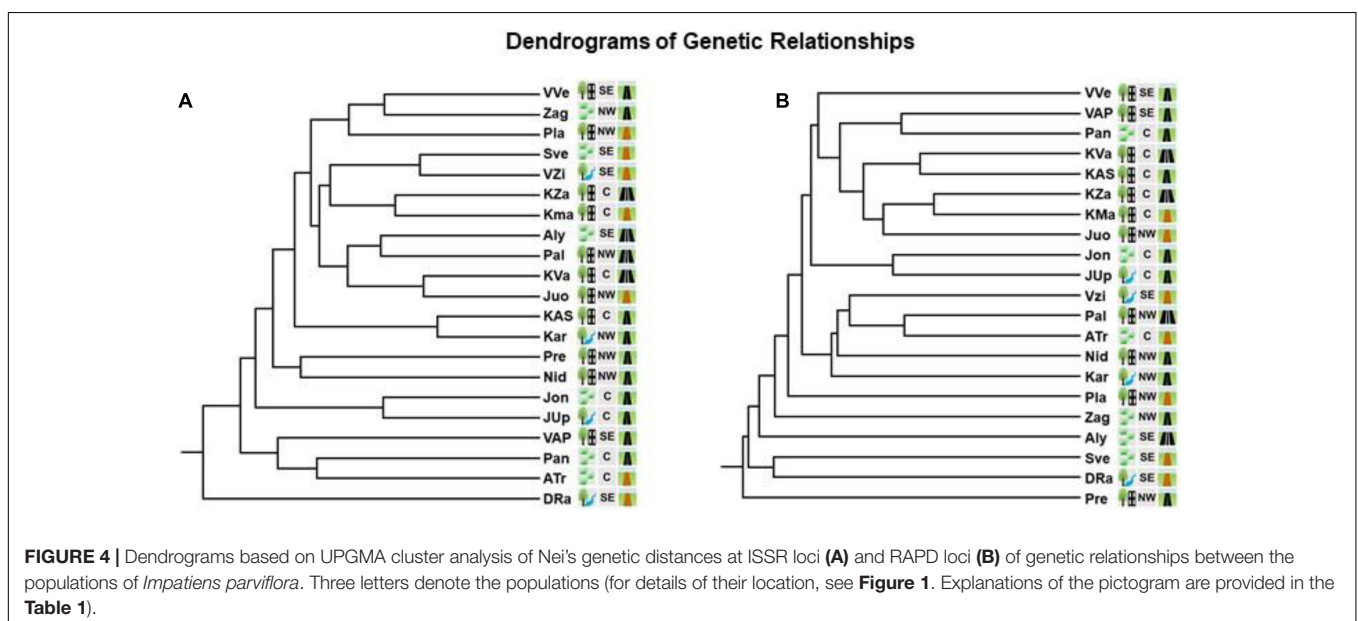 Dendrograms of Genetic Relationships
A
VVe SE
Zag NW
Pla NW
Sve SE
VZi SE
KZa C
Kma C
Aly SE
Pal NW
KVa C
Juo NW
KAS C
Kar NW
Pre NW
Nid NW
Jon C
JUp C
VAP SE
Pan C
ATr C
DRa SE
B
VVe SE
VAP SE
Pan C
KVa C
KAS C
KZa C
KMa C
Juo NW
Jon C
JUp C
Vzi SE
Pal NW
ATr C
Nid NW
Kar NW
Pla NW
Zag NW
Aly SE
Sve SE
DRa SE
Pre NW
FIGURE 4 | Dendrograms based on UPGMA cluster analysis of Nei's genetic distances at ISSR loci (A) and RAPD loci (B) of genetic relationships between the
populations of Impatiens parviflora. Three letters denote the populations (for details of their location, see Figure 1. Explanations of the pictogram are provided in the
Table 1).